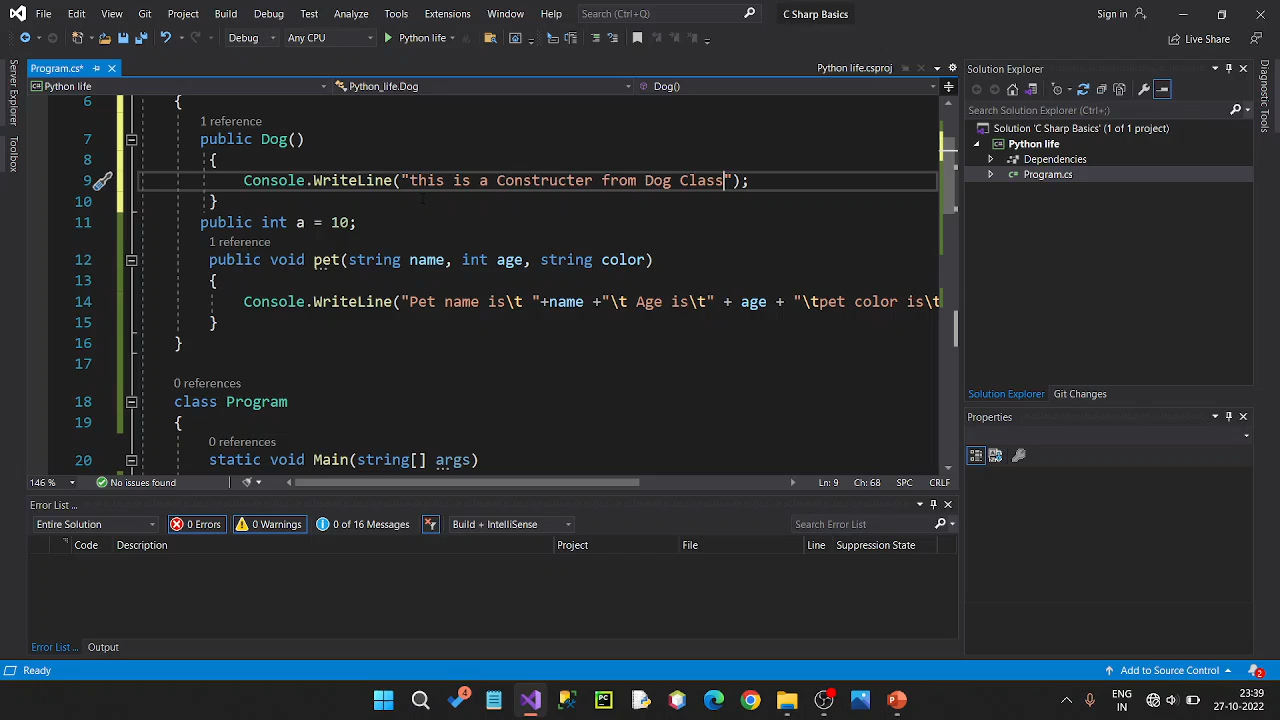 File Edit View Git Project Build Debug Test Analyze Tools Extensions Window Help Search (Ctrl+Q) C Sharp Basics Sign in
Debug Any CPU Python life Live Share
Program.cs* Python life.csproj
Python life Python_life.Dog Dog()
6 {
1 reference
7 public Dog()
8 {
9 Console.WriteLine("this is a Constructer from Dog Class");
10 }
11 public int a = 10;
1 reference
12 public void pet(string name, int age, string color)
13 {
14 Console.WriteLine("Pet name is\t "+name +"\t Age is\t" + age + "\tpet color is\t
15 }
16 }
17
0 references
18 class Program
19 {
0 references
20 static void Main(string[] args)
146 % No issues found Ln: 9 Ch: 68 SPC CRLF
Error List ...
Entire Solution 0 Errors 0 Warnings 0 of 16 Messages Build + IntelliSense Search Error List
Code Description Project File Line Suppression State
Error List ... Output
Server Explorer
Toolbox
Solution Explorer
Search Solution Explorer (Ctrl+;)
Solution 'C Sharp Basics' (1 of 1 project)
Python life
Dependencies
Program.cs
Solution Explorer Git Changes
Properties
Diagnostic Tools
Ready Add to Source Control 2
4 PC ENG 23:39
IN 27-10-2022